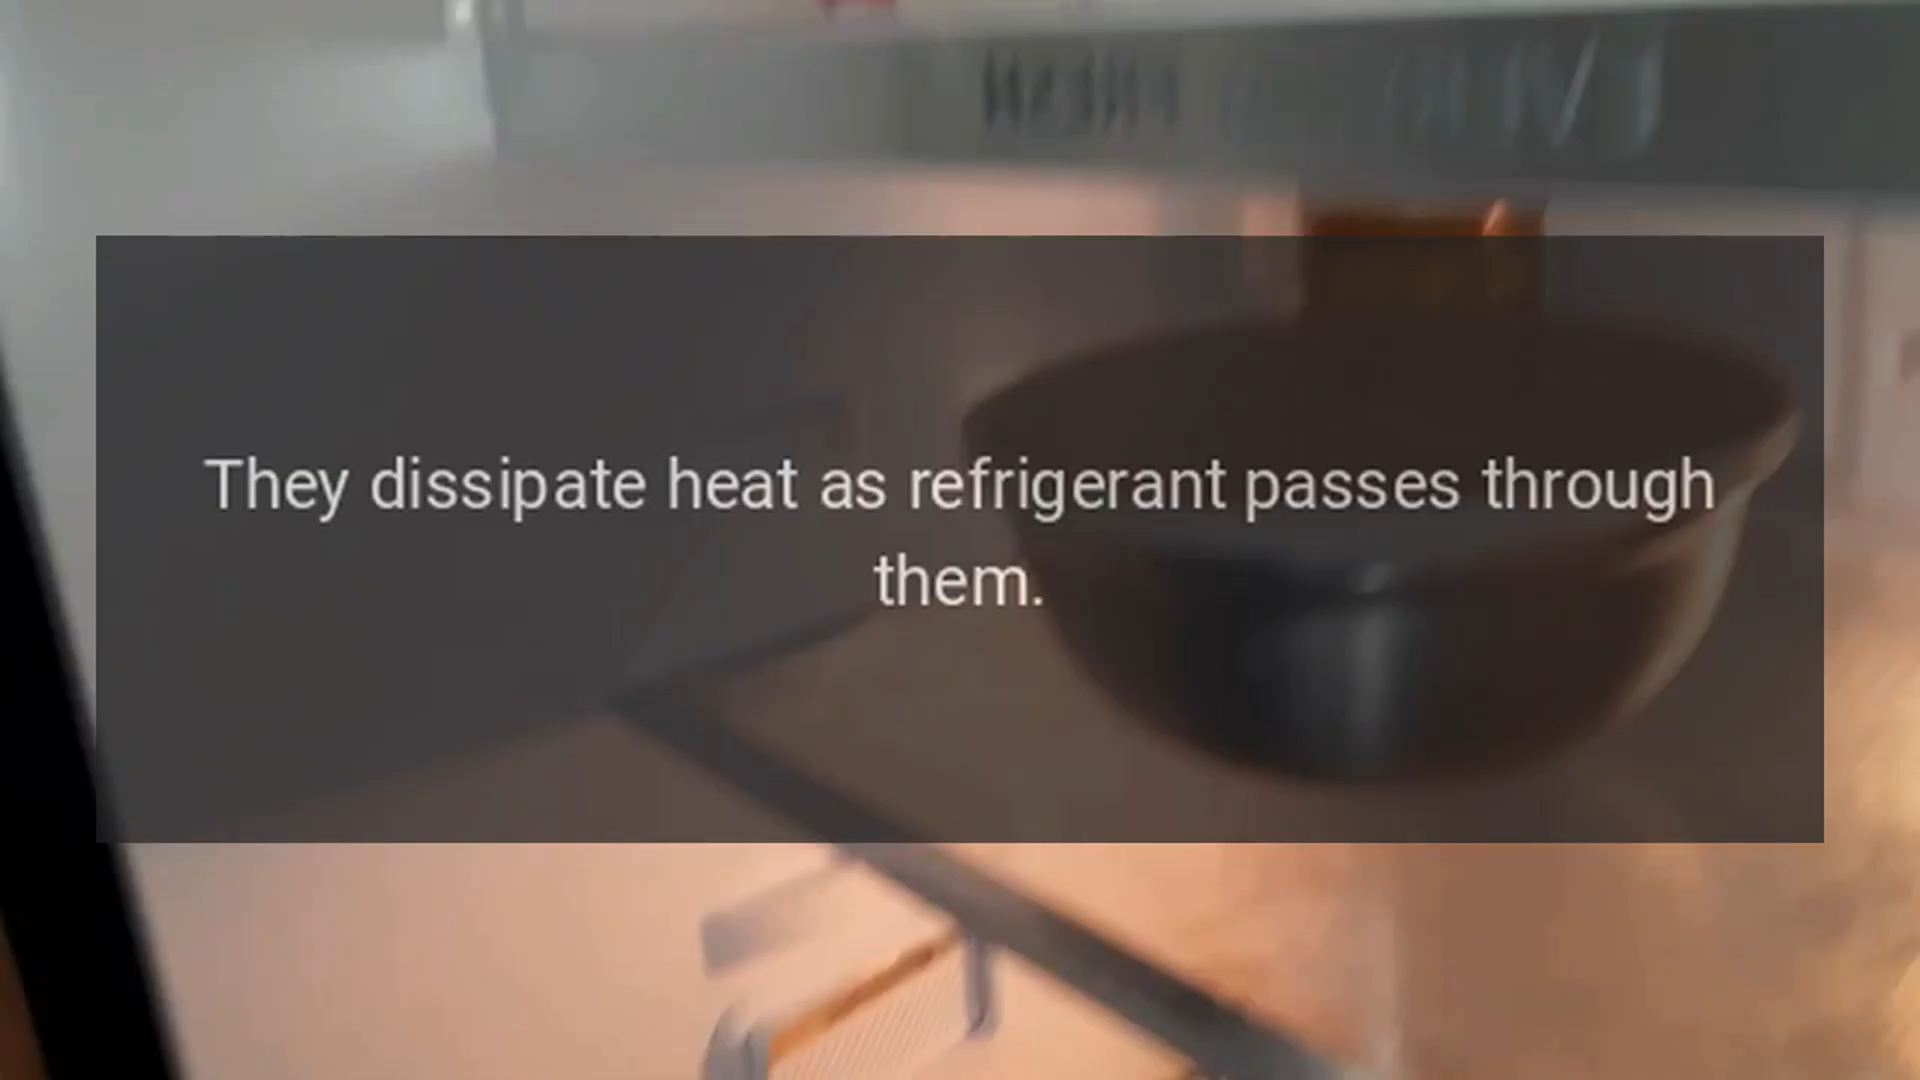 They dissipate heat as refrigerant passes through
them.